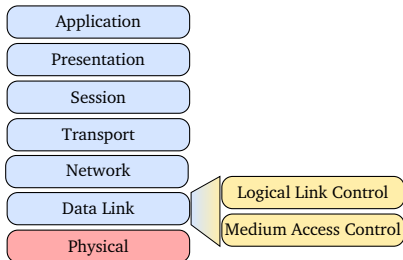 Application
Presentation
Session
Transport
Network
Data Link
Physical
Logical Link Control
Medium Access Control